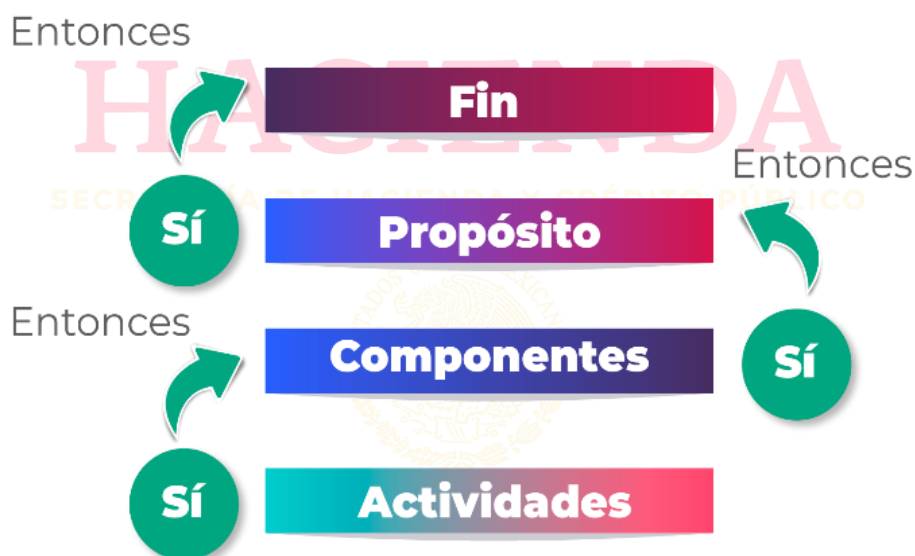 Entonces
HACIENDA
Fin
Entonces
SECRETARÍA DE HACIENDA Y CRÉDITO PÚBLICO
Sí
Propósito
Entonces
Componentes
Sí
Sí
Actividades